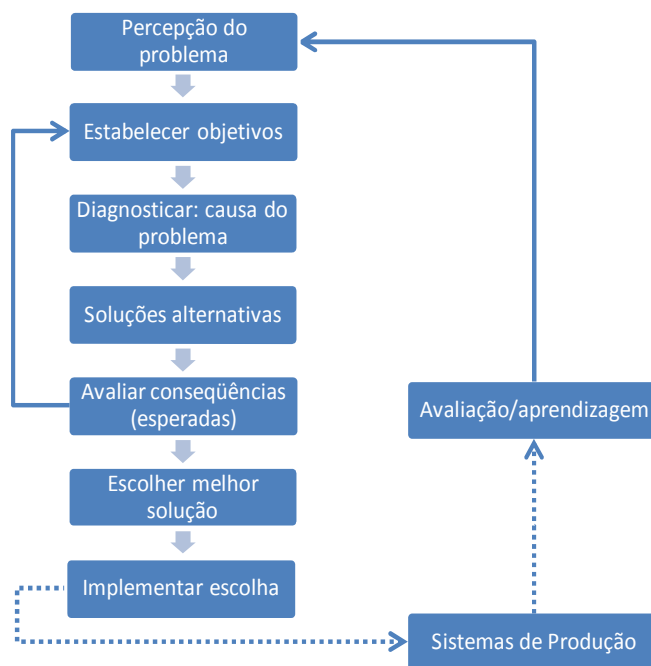 Percepção do
problema
Estabelecer objetivos
Diagnosticar: causa do
problema
Soluções alternativas
Avaliar conseqüências
(esperadas)
Avaliação/aprendizagem
Escolher melhor
solução
Implementar escolha
Sistemas de Produção